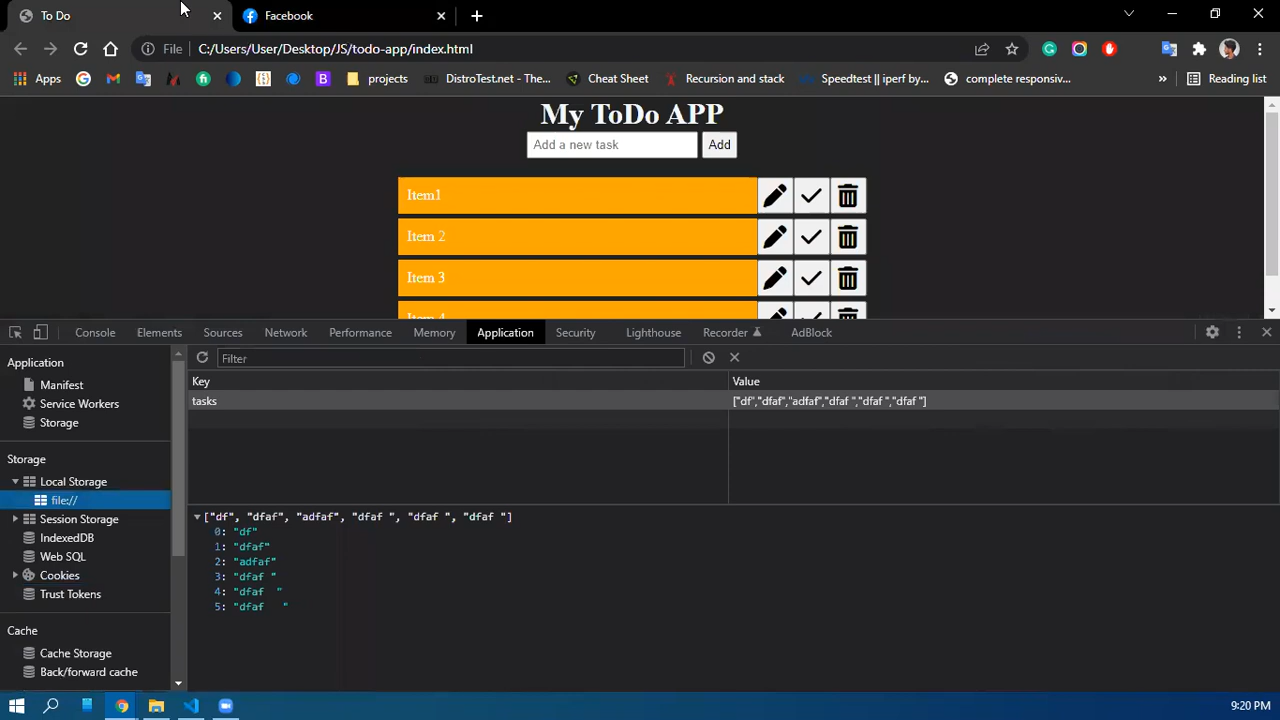 To Do
Facebook
File C:/Users/User/Desktop/JS/todo-app/index.html
Apps projects DistroTest.net - The... Cheat Sheet Recursion and stack Speedtest || iperf by... complete responsiv... » Reading list
My ToDo APP
Add a new task Add
Item1
Item 2
Item 3
Item 4
Console Elements Sources Network Performance Memory Application Security Lighthouse Recorder AdBlock
Application
Manifest
Service Workers
Storage
Storage
Local Storage
file://
Session Storage
IndexedDB
Web SQL
Cookies
Trust Tokens
Cache
Cache Storage
Back/forward cache
Filter
Key Value
tasks ["df","dfaf","adfaf","dfaf ","dfaf ","dfaf "]
["df", "dfaf", "adfaf", "dfaf ", "dfaf ", "dfaf "]
0: "df"
1: "dfaf"
2: "adfaf"
3: "dfaf "
4: "dfaf  "
5: "dfaf   "
9:20 PM